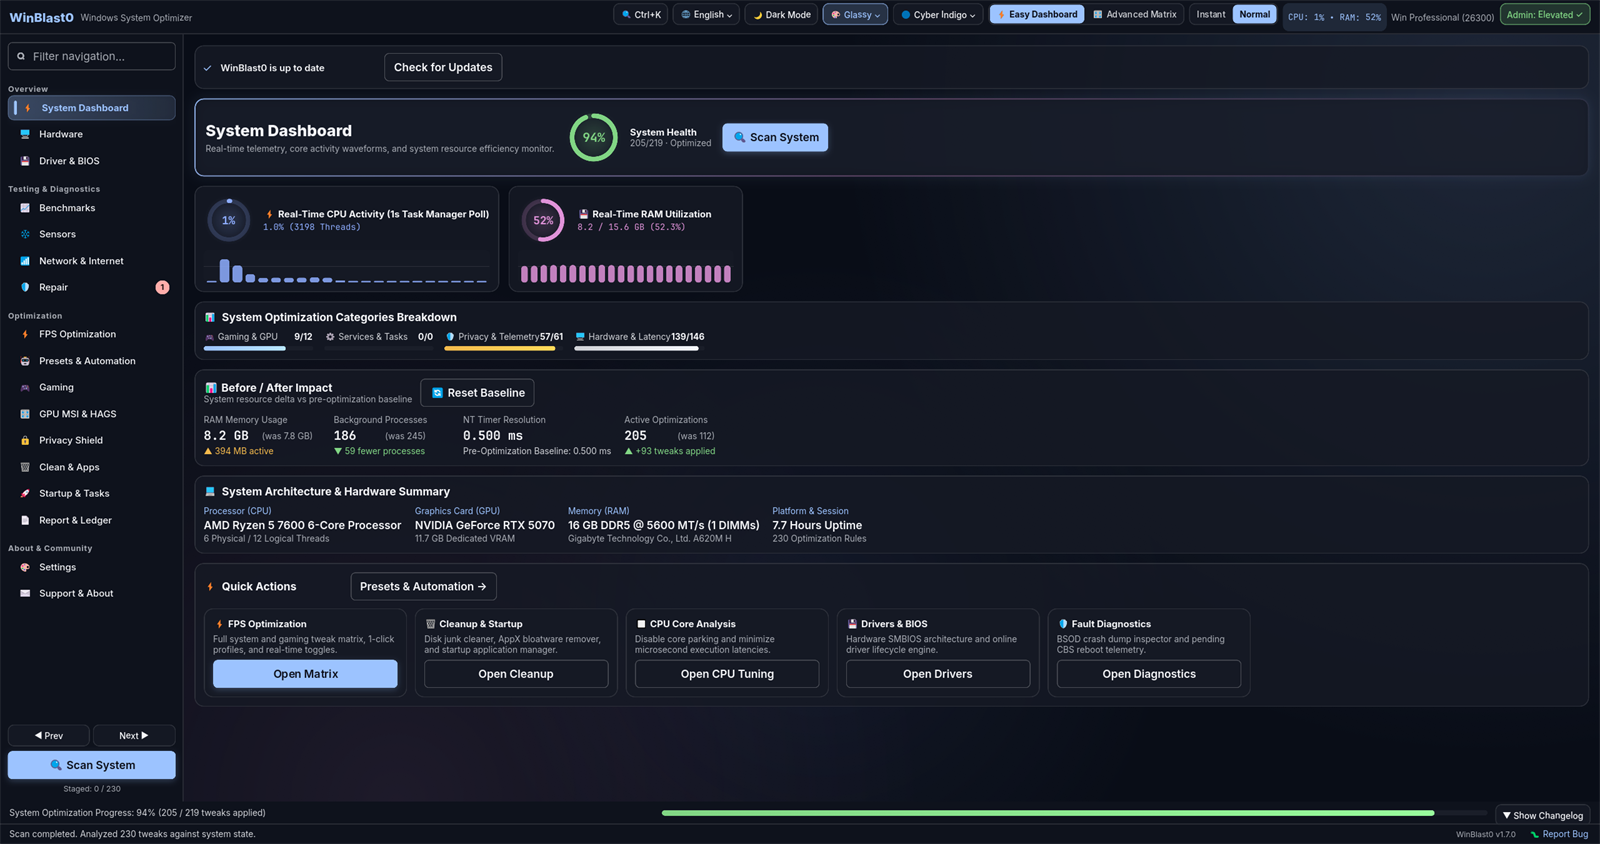 WinBlast0 Windows System Optimizer
Ctrl+K
English
Dark Mode
Glassy
Cyber Indigo
Easy Dashboard
Advanced Matrix
Instant
Normal
CPU: 1% • RAM: 52%
Win Professional (26300)
Admin: Elevated ✓
Filter navigation...
Overview
System Dashboard
Hardware
Driver & BIOS
Testing & Diagnostics
Benchmarks
Sensors
Network & Internet
Repair 1
Optimization
FPS Optimization
Presets & Automation
Gaming
GPU MSI & HAGS
Privacy Shield
Clean & Apps
Startup & Tasks
Report & Ledger
About & Community
Settings
Support & About
◀ Prev
Next ▶
Scan System
Staged: 0 / 230
✓ WinBlast0 is up to date
Check for Updates
System Dashboard
Real-time telemetry, core activity waveforms, and system resource efficiency monitor.
94%
System Health
205/219 · Optimized
Scan System
1%
Real-Time CPU Activity (1s Task Manager Poll)
1.0% (3198 Threads)
52%
Real-Time RAM Utilization
8.2 / 15.6 GB (52.3%)
System Optimization Categories Breakdown
Gaming & GPU 9/12
Services & Tasks 0/0
Privacy & Telemetry 57/61
Hardware & Latency 139/146
Before / After Impact
System resource delta vs pre-optimization baseline
Reset Baseline
RAM Memory Usage
8.2 GB (was 7.8 GB)
▲ 394 MB active
Background Processes
186 (was 245)
▼ 59 fewer processes
NT Timer Resolution
0.500 ms
Pre-Optimization Baseline: 0.500 ms
Active Optimizations
205 (was 112)
▲ +93 tweaks applied
System Architecture & Hardware Summary
Processor (CPU)
AMD Ryzen 5 7600 6-Core Processor
6 Physical / 12 Logical Threads
Graphics Card (GPU)
NVIDIA GeForce RTX 5070
11.7 GB Dedicated VRAM
Memory (RAM)
16 GB DDR5 @ 5600 MT/s (1 DIMMs)
Gigabyte Technology Co., Ltd. A620M H
Platform & Session
7.7 Hours Uptime
230 Optimization Rules
Quick Actions
Presets & Automation →
FPS Optimization
Full system and gaming tweak matrix, 1-click
profiles, and real-time toggles.
Open Matrix
Cleanup & Startup
Disk junk cleaner, AppX bloatware remover,
and startup application manager.
Open Cleanup
CPU Core Analysis
Disable core parking and minimize
microsecond execution latencies.
Open CPU Tuning
Drivers & BIOS
Hardware SMBIOS architecture and online
driver lifecycle engine.
Open Drivers
Fault Diagnostics
BSOD crash dump inspector and pending
CBS reboot telemetry.
Open Diagnostics
System Optimization Progress: 94% (205 / 219 tweaks applied)
▼ Show Changelog
Scan completed. Analyzed 230 tweaks against system state.
WinBlast0 v1.7.0
Report Bug